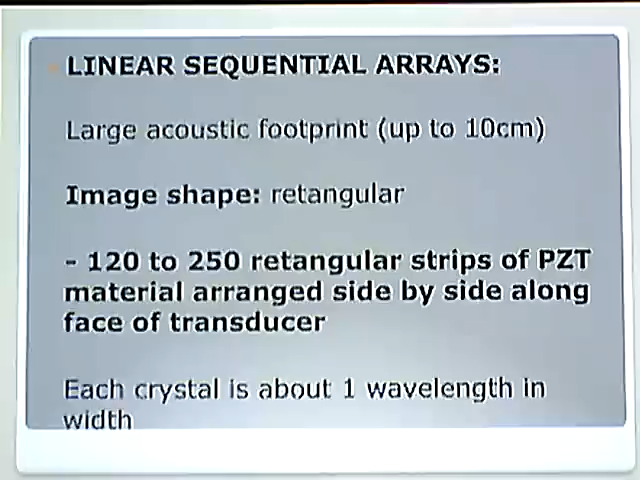 LINEAR SEQUENTIAL ARRAYS:
Large acoustic footprint (up to 10cm)
Image shape: retangular
- 120 to 250 retangular strips of PZT
material arranged side by side along
face of transducer
Each crystal is about 1 wavelength in
width